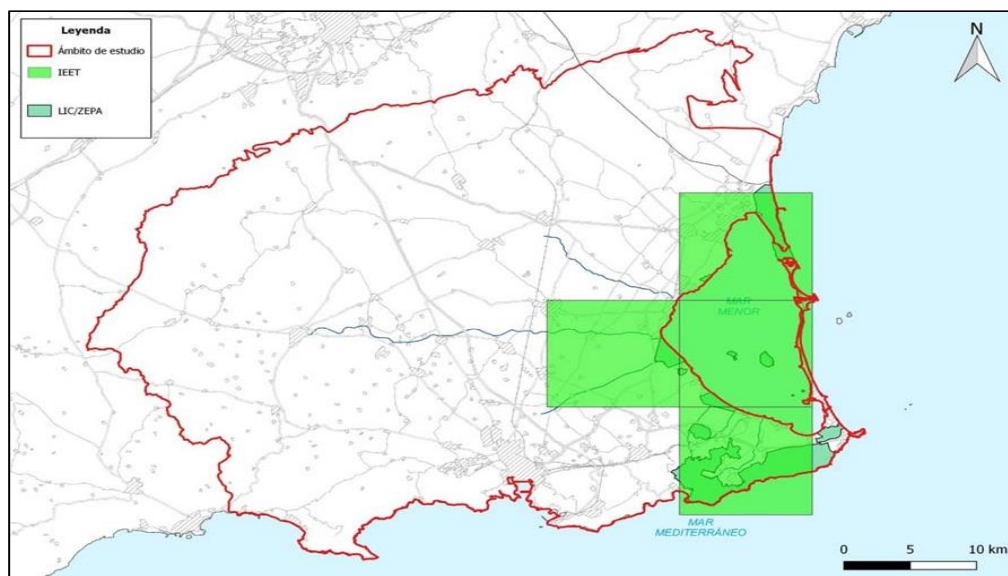 Leyenda
Ámbito de estudio
IEET
LIC/ZEPA
N
MAR
MENOR
MAR
MEDITERRÁNEO
0 5 10 km